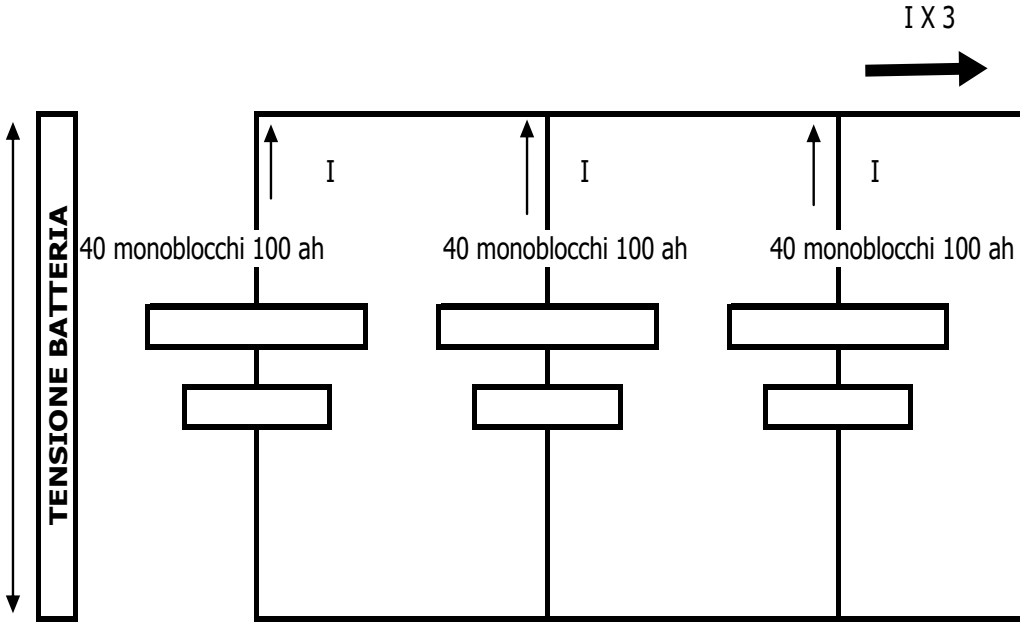 I X 3
I
I
I
40 monoblocchi 100 ah
40 monoblocchi 100 ah
40 monoblocchi 100 ah
TENSIONE BATTERIA